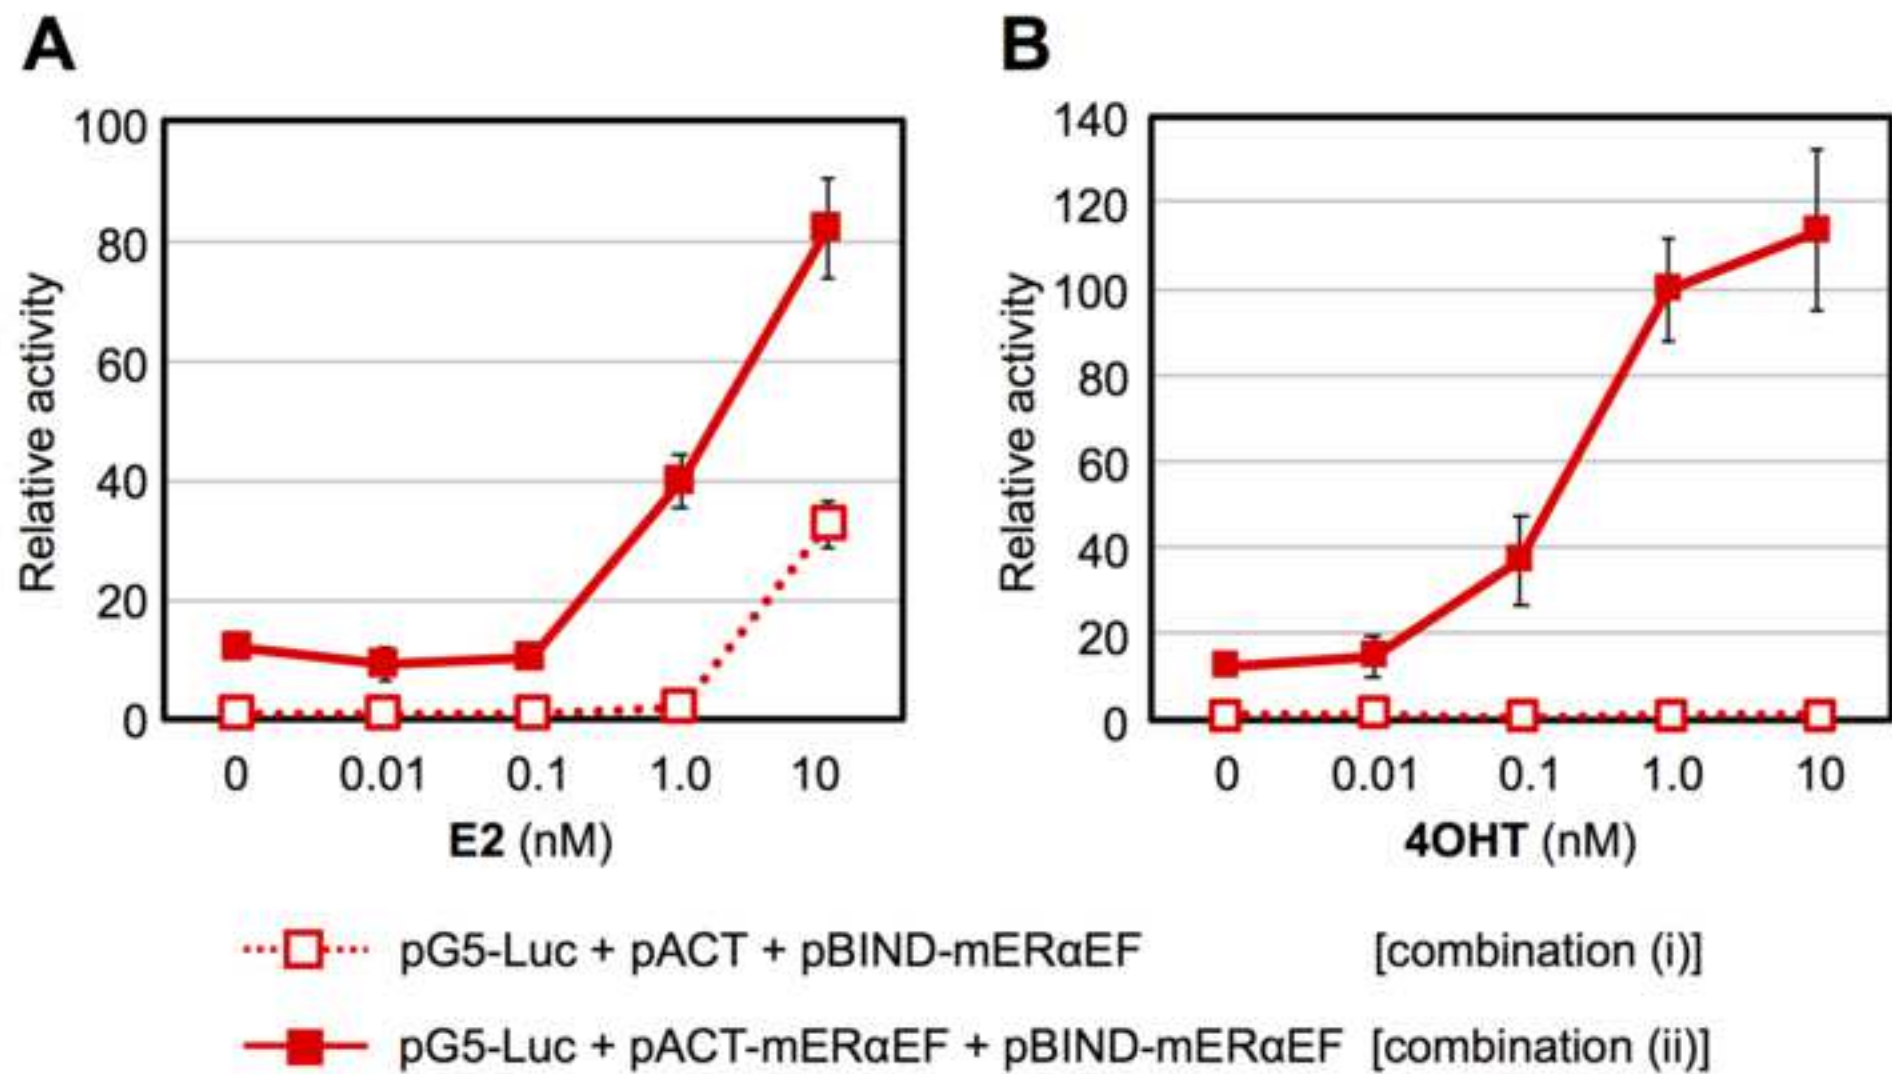 A
B
100
80
60
40
20
0
Relative activity
0 0.01 0.1 1.0 10
E2 (nM)
140
120
100
80
60
40
20
0
Relative activity
0 0.01 0.1 1.0 10
4OHT (nM)
pG5-Luc + pACT + pBIND-mERαEF [combination (i)]
pG5-Luc + pACT-mERαEF + pBIND-mERαEF [combination (ii)]